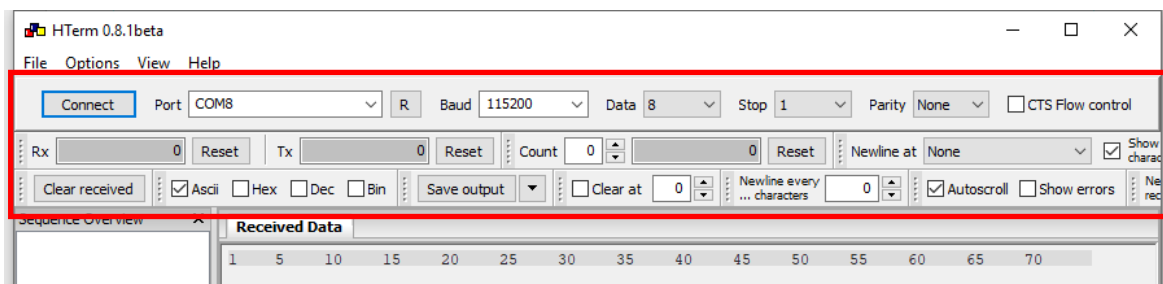 HTerm 0.8.1beta
File Options View Help
Connect Port COM8 R Baud 115200 Data 8 Stop 1 Parity None CTS Flow control
Rx 0 Reset Tx 0 Reset Count 0 0 Reset Newline at None Show
charac
Clear received Ascii Hex Dec Bin Save output Clear at 0 Newline every
... characters 0 Autoscroll Show errors Ne
rec
Sequence Overview X Received Data
1 5 10 15 20 25 30 35 40 45 50 55 60 65 70